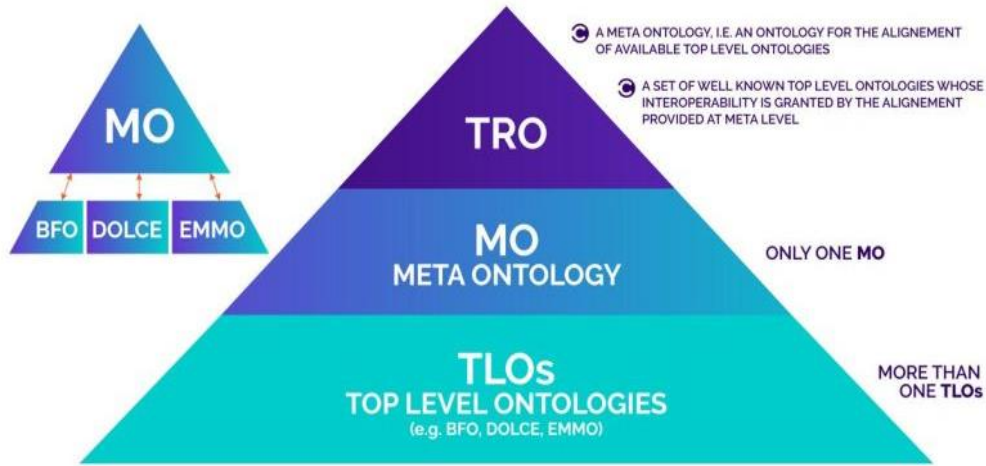 MO
BFO DOLCE EMMO
A META ONTOLOGY, I.E. AN ONTOLOGY FOR THE ALIGNEMENT
OF AVAILABLE TOP LEVEL ONTOLOGIES
A SET OF WELL KNOWN TOP LEVEL ONTOLOGIES WHOSE
INTEROPERABILITY IS GRANTED BY THE ALIGNEMENT
PROVIDED AT META LEVEL
TRO
MO
META ONTOLOGY
ONLY ONE MO
TLOs
TOP LEVEL ONTOLOGIES
(e.g. BFO, DOLCE, EMMO)
MORE THAN
ONE TLOs